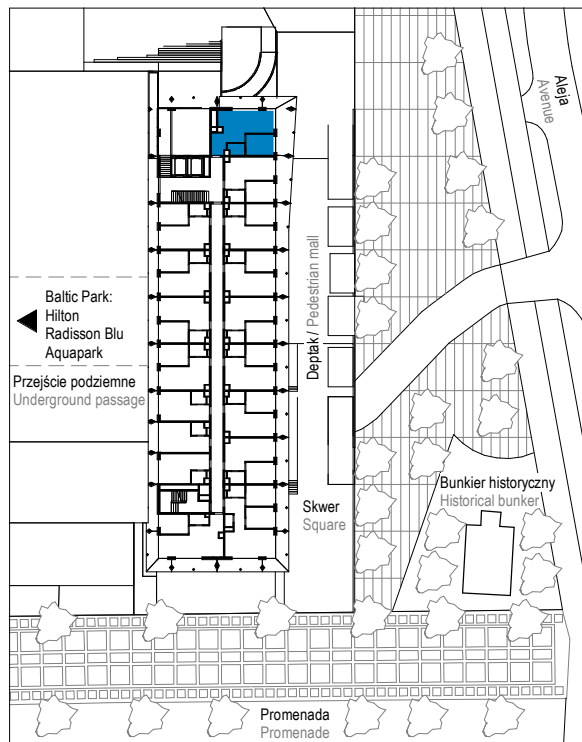 Aleja
Avenue
Baltic Park:
Hilton
Radisson Blu
Aquapark
Przejście podziemne
Underground passage
Deptak / Pedestrian mall
Bunkier historyczny
Historical bunker
Skwer
Square
Promenada
Promenade